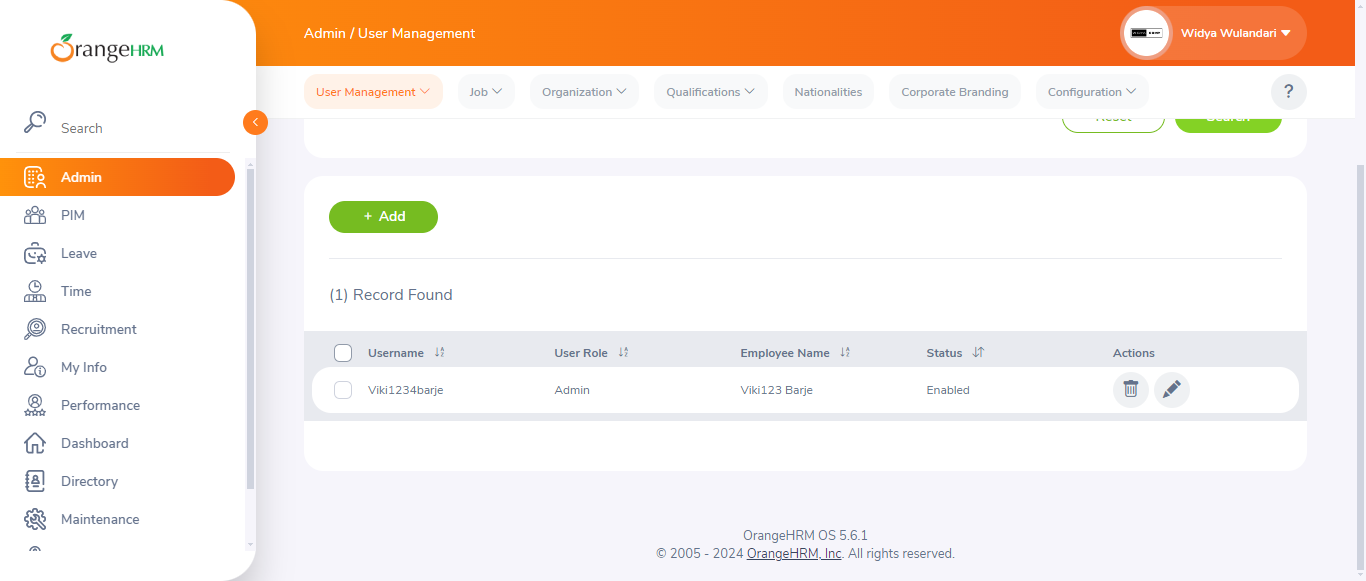 OrangeHRM
Admin / User Management
Widya Wulandari
User Management
Job
Organization
Qualifications
Nationalities
Corporate Branding
Configuration
?
Search
Admin
PIM
Leave
Time
Recruitment
My Info
Performance
Dashboard
Directory
Maintenance
Reset
Search
+ Add
(1) Record Found
Username User Role Employee Name Status Actions
Viki1234barje Admin Viki123 Barje Enabled
OrangeHRM OS 5.6.1
© 2005 - 2024 OrangeHRM, Inc. All rights reserved.